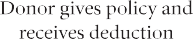 Donor gives policy and
receives deduction